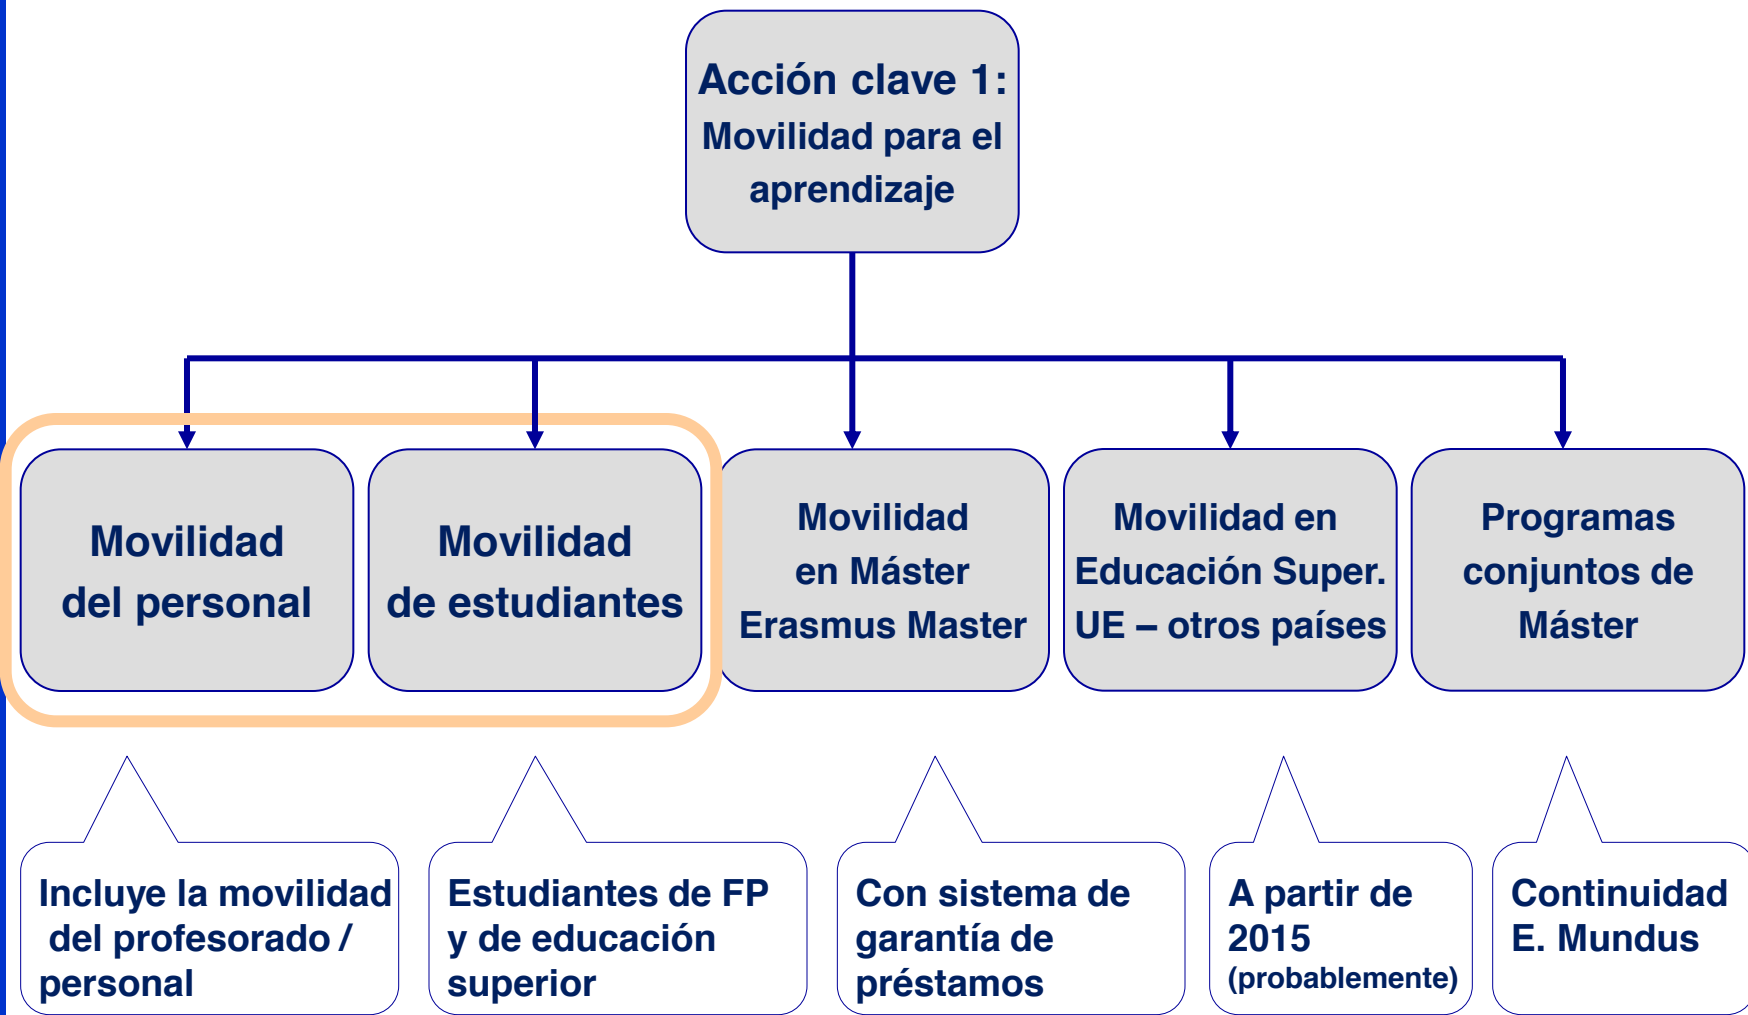 Acción clave 1:
Movilidad para el
aprendizaje
Movilidad
del personal
Movilidad
de estudiantes
Movilidad
en Máster
Erasmus Master
Movilidad en
Educación Super.
UE – otros países
Programas
conjuntos de
Máster
Incluye la movilidad
del profesorado /
personal
Estudiantes de FP
y de educación
superior
Con sistema de
garantía de
préstamos
A partir de
2015
(probablemente)
Continuidad
E. Mundus